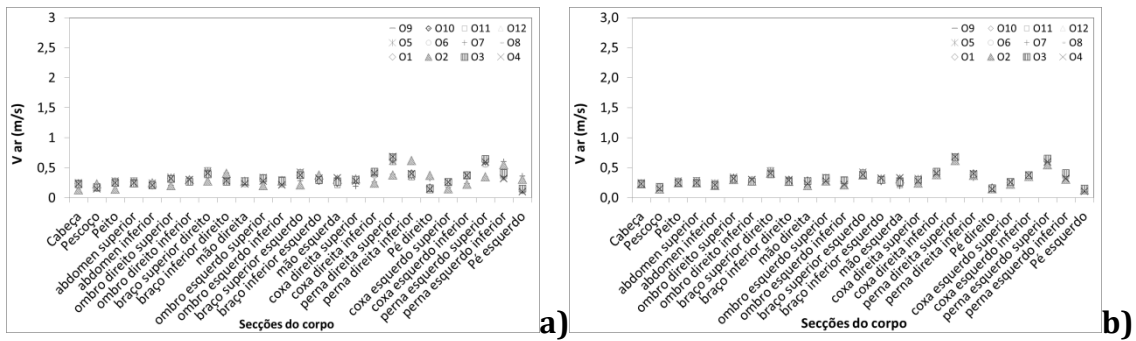 3
2,5
2
1,5
1
0,5
0
V ar (m/s)
O9 O10 O11 O12
O5 O6 O7 O8
O1 O2 O3 O4
Cabeça
Pescoço
Peito
abdomen superior
abdomen inferior
ombro direito superior
ombro direito inferior
braço superior direito
braço inferior direito
mão direita
ombro esquerdo superior
ombro esquerdo inferior
braço superior esquerdo
braço inferior esquerdo
mão esquerda
coxa direita superior
coxa direita inferior
perna direita superior
perna direita inferior
Pé direito
coxa esquerdo superior
coxa esquerdo inferior
perna esquerdo superior
perna esquerdo inferior
Pé esquerdo
Secções do corpo
a)
3,0
2,5
2,0
1,5
1,0
0,5
0,0
V ar (m/s)
O9 O10 O11 O12
O5 O6 O7 O8
O1 O2 O3 O4
Cabeça
Pescoço
Peito
abdomen superior
abdomen inferior
ombro direito superior
ombro direito inferior
braço superior direito
braço inferior direito
mão direita
ombro esquerdo superior
ombro esquerdo inferior
braço superior esquerdo
braço inferior esquerdo
mão esquerda
coxa direita superior
coxa direita inferior
perna direita superior
perna direita inferior
Pé direito
coxa esquerdo superior
coxa esquerdo inferior
perna esquerdo superior
perna esquerdo inferior
Pé esquerdo
Secções do corpo
b)